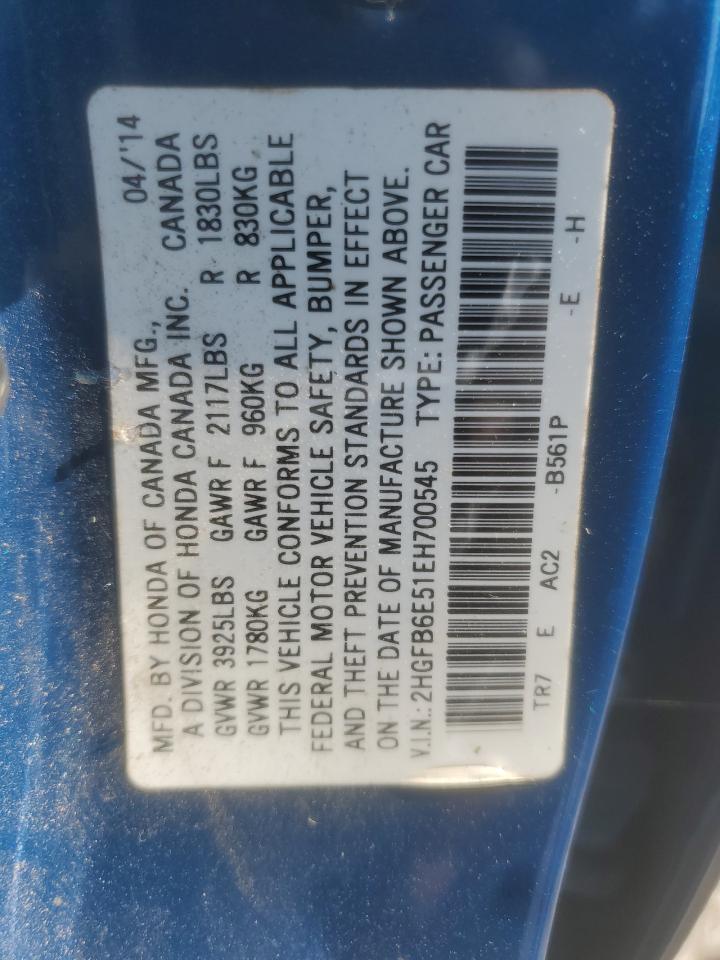 MFD. BY HONDA OF CANADA MFG., 04/'14
A DIVISION OF HONDA CANADA INC. CANADA
GVWR 3925LBS GAWR F 2117LBS R 1830LBS
GVWR 1780KG GAWR F 960KG R 830KG
THIS VEHICLE CONFORMS TO ALL APPLICABLE
FEDERAL MOTOR VEHICLE SAFETY, BUMPER,
AND THEFT PREVENTION STANDARDS IN EFFECT
ON THE DATE OF MANUFACTURE SHOWN ABOVE.
V.I.N.: 2HGFB6E51EH700545 TYPE: PASSENGER CAR
TR7 E AC2 -B561P -E -H